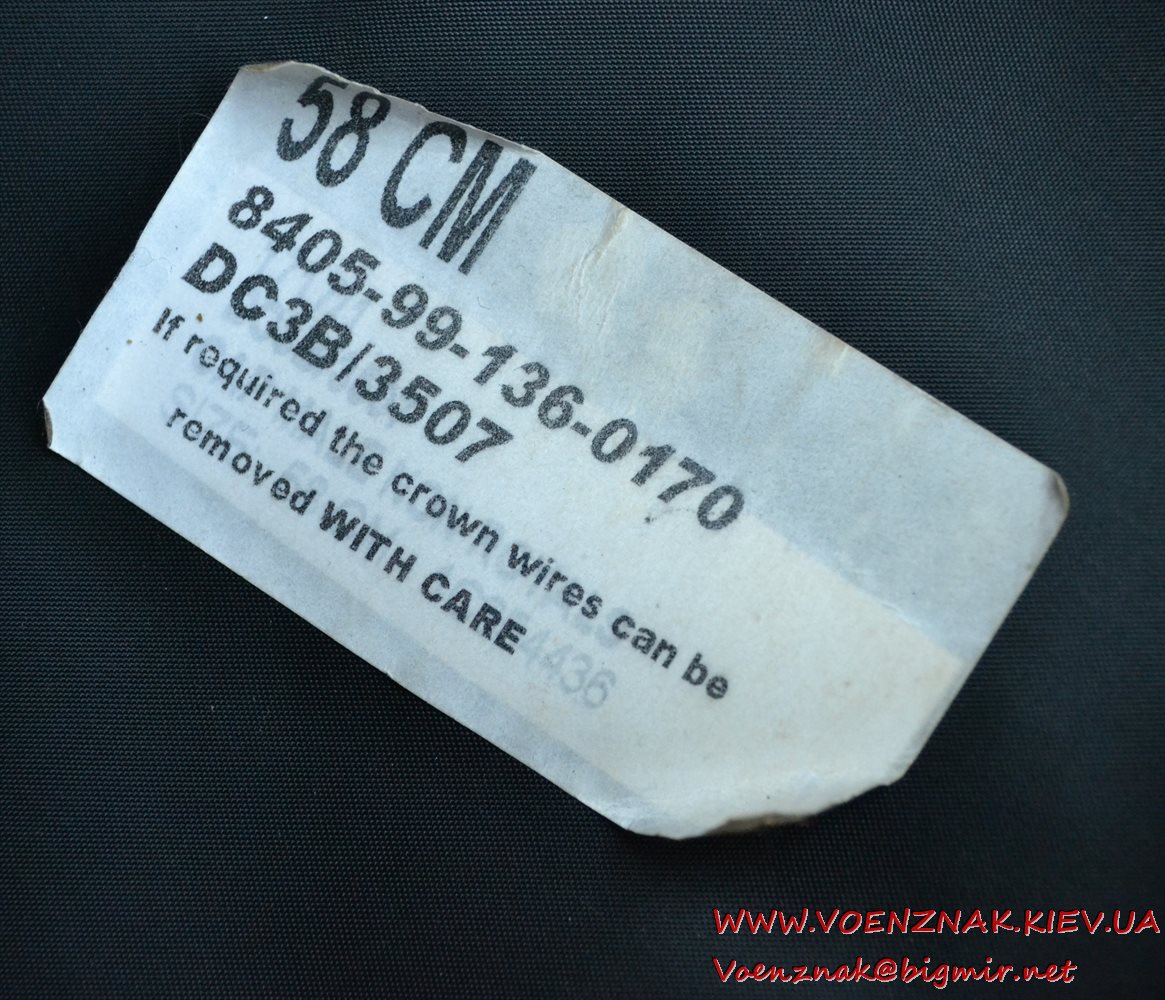 58 CM
8405-99-136-0170
DC3B/3507
If required the crown wires can be
removed WITH CARE
4436
WWW.VOENZNAK.KIEV.UA
Voenznak@bigmir.net